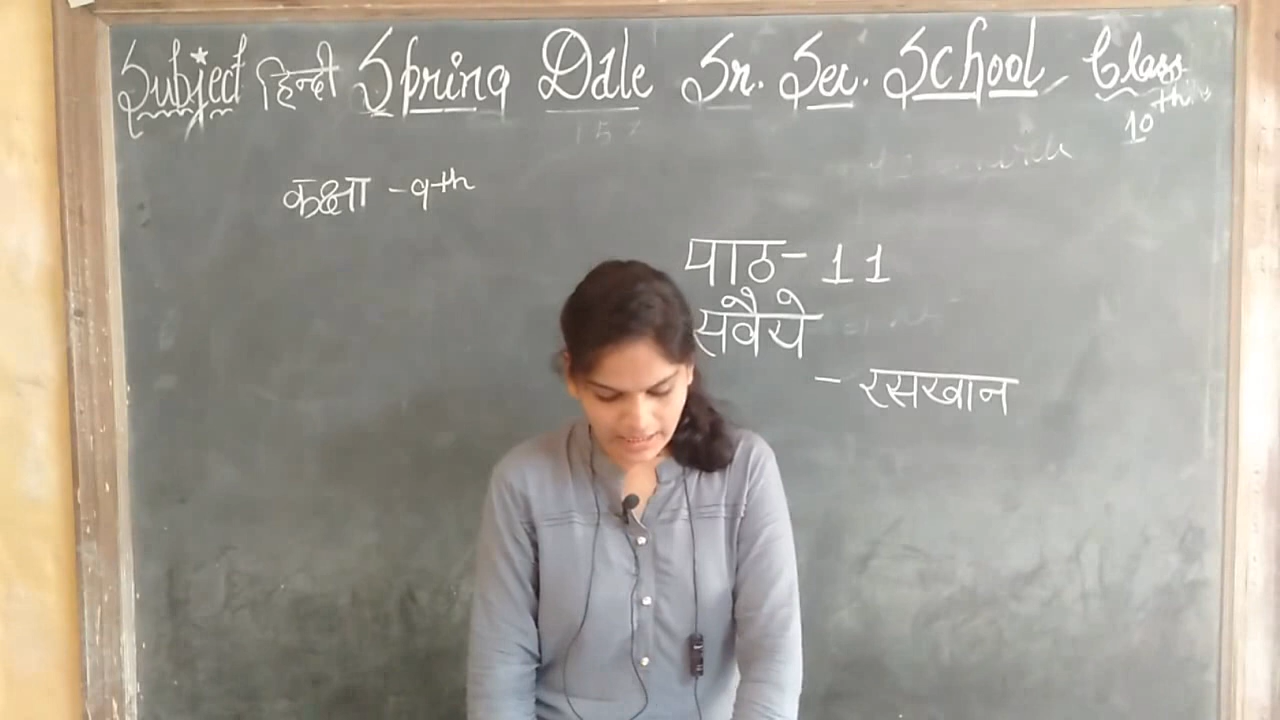 Subject हिन्दी Spring Dale Sr. Sec. School, Class
10th
कक्षा - 9th
पाठ - 11
सवैये
- रसखान